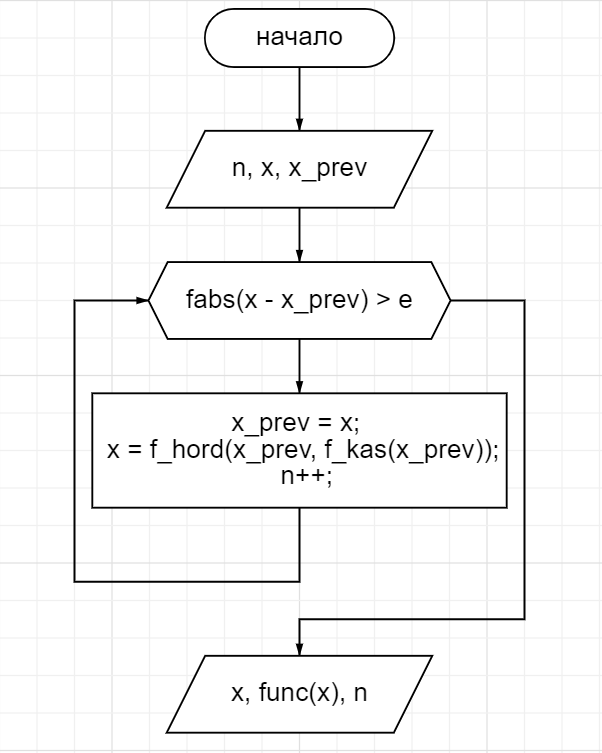 начало
n, x, x_prev
fabs(x - x_prev) > e
x_prev = x;
x = f_hord(x_prev, f_kas(x_prev));
n++;
x, func(x), n